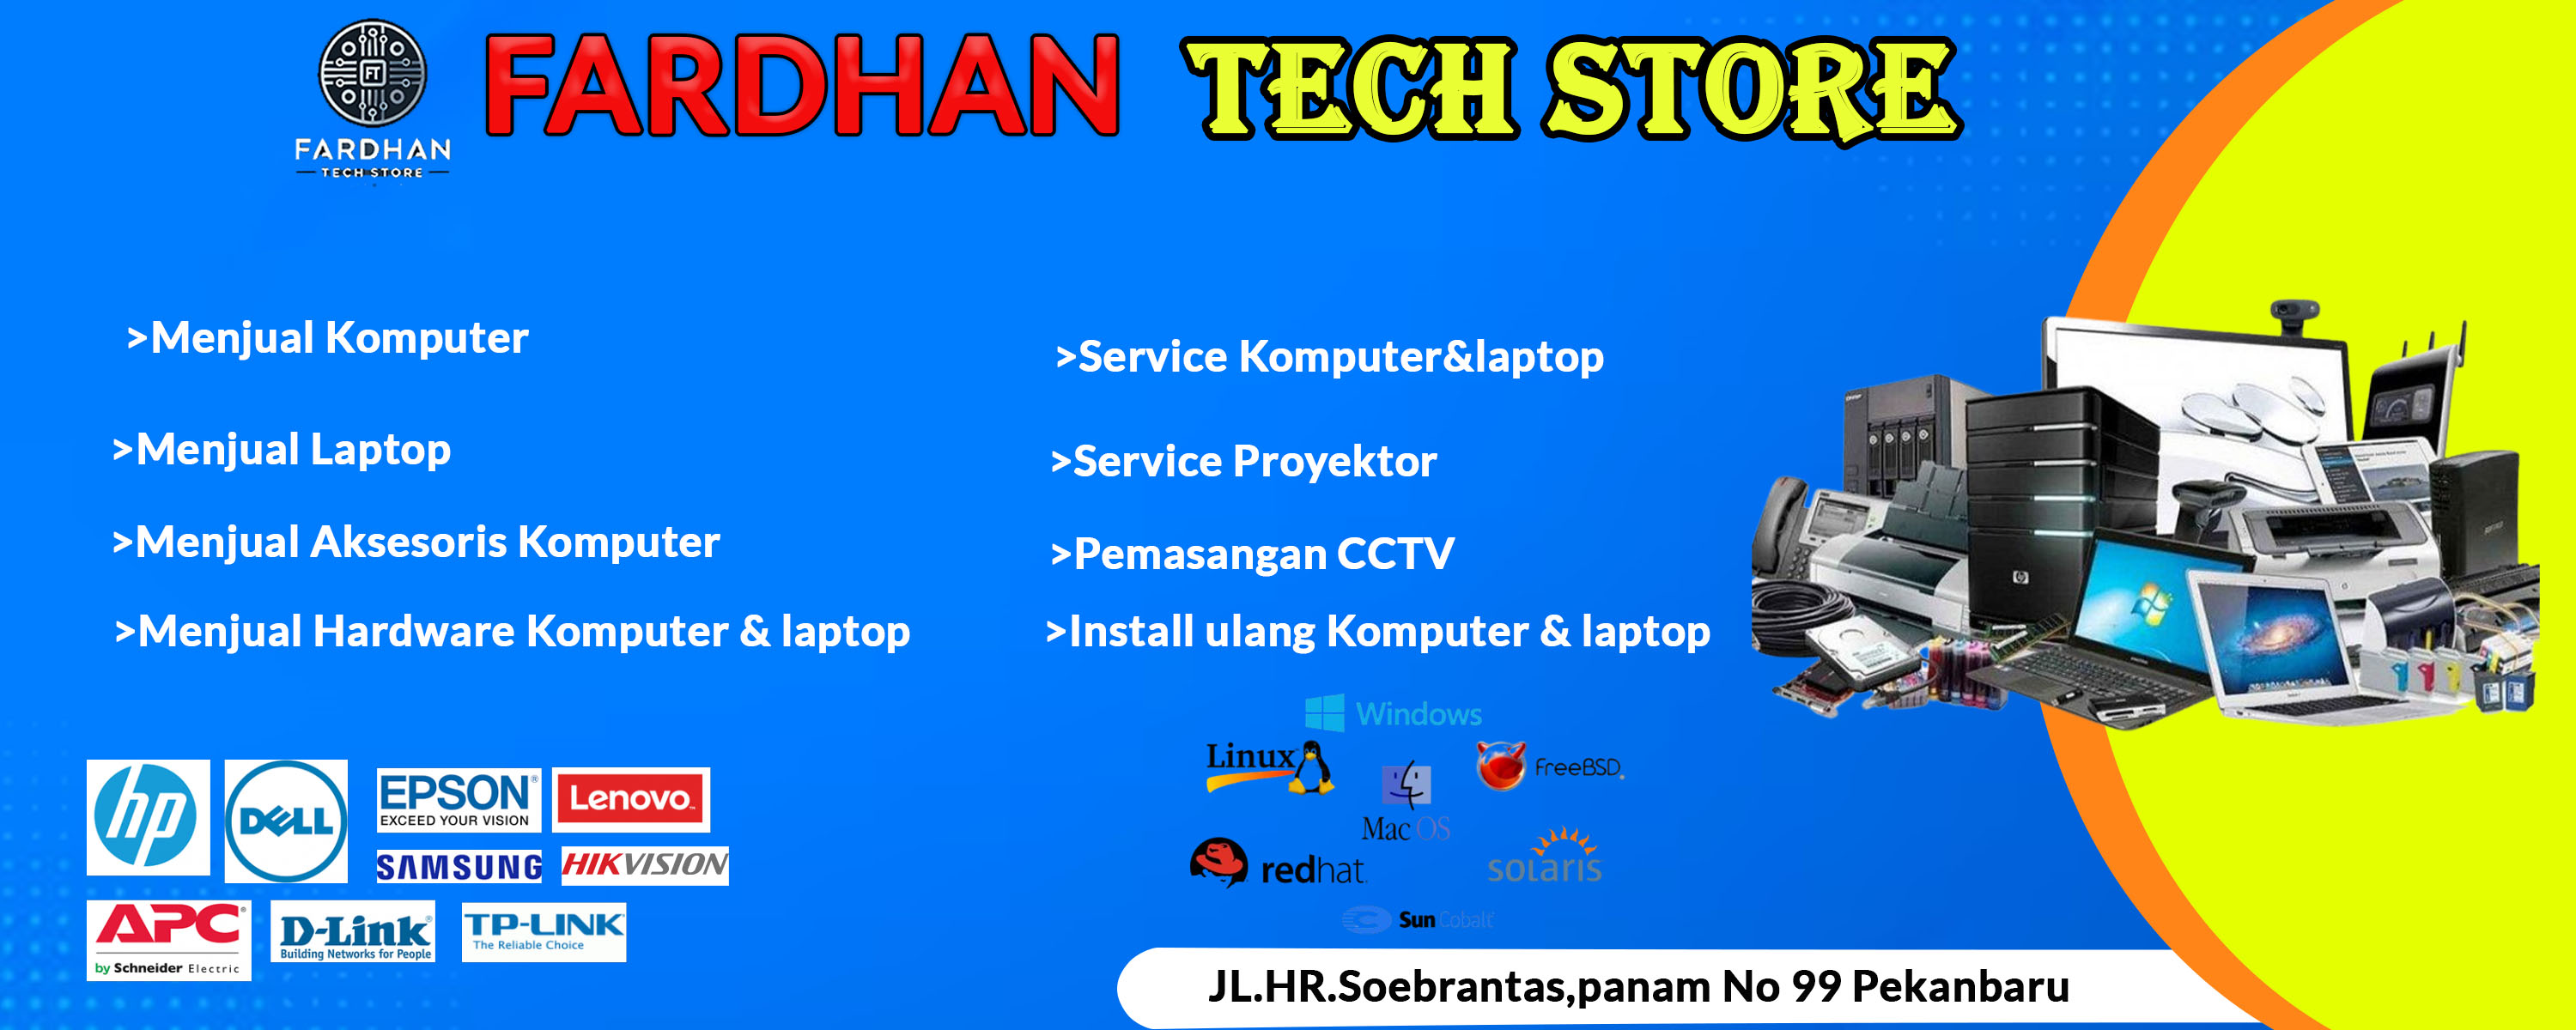 FT
FARDHAN
TECH STORE
FARDHAN TECH STORE
>Menjual Komputer
>Menjual Laptop
>Menjual Aksesoris Komputer
>Menjual Hardware Komputer & laptop
>Service Komputer&laptop
>Service Proyektor
>Pemasangan CCTV
>Install ulang Komputer & laptop
hp
DELL
EPSON®
EXCEED YOUR VISION
Lenovo
SAMSUNG
HIKVISION
APC®
by Schneider Electric
D-Link®
Building Networks for People
TP-LINK®
The Reliable Choice
Windows
Linux
FreeBSD
Mac OS
redhat
solaris
Sun Cobalt
JL.HR.Soebrantas,panam No 99 Pekanbaru